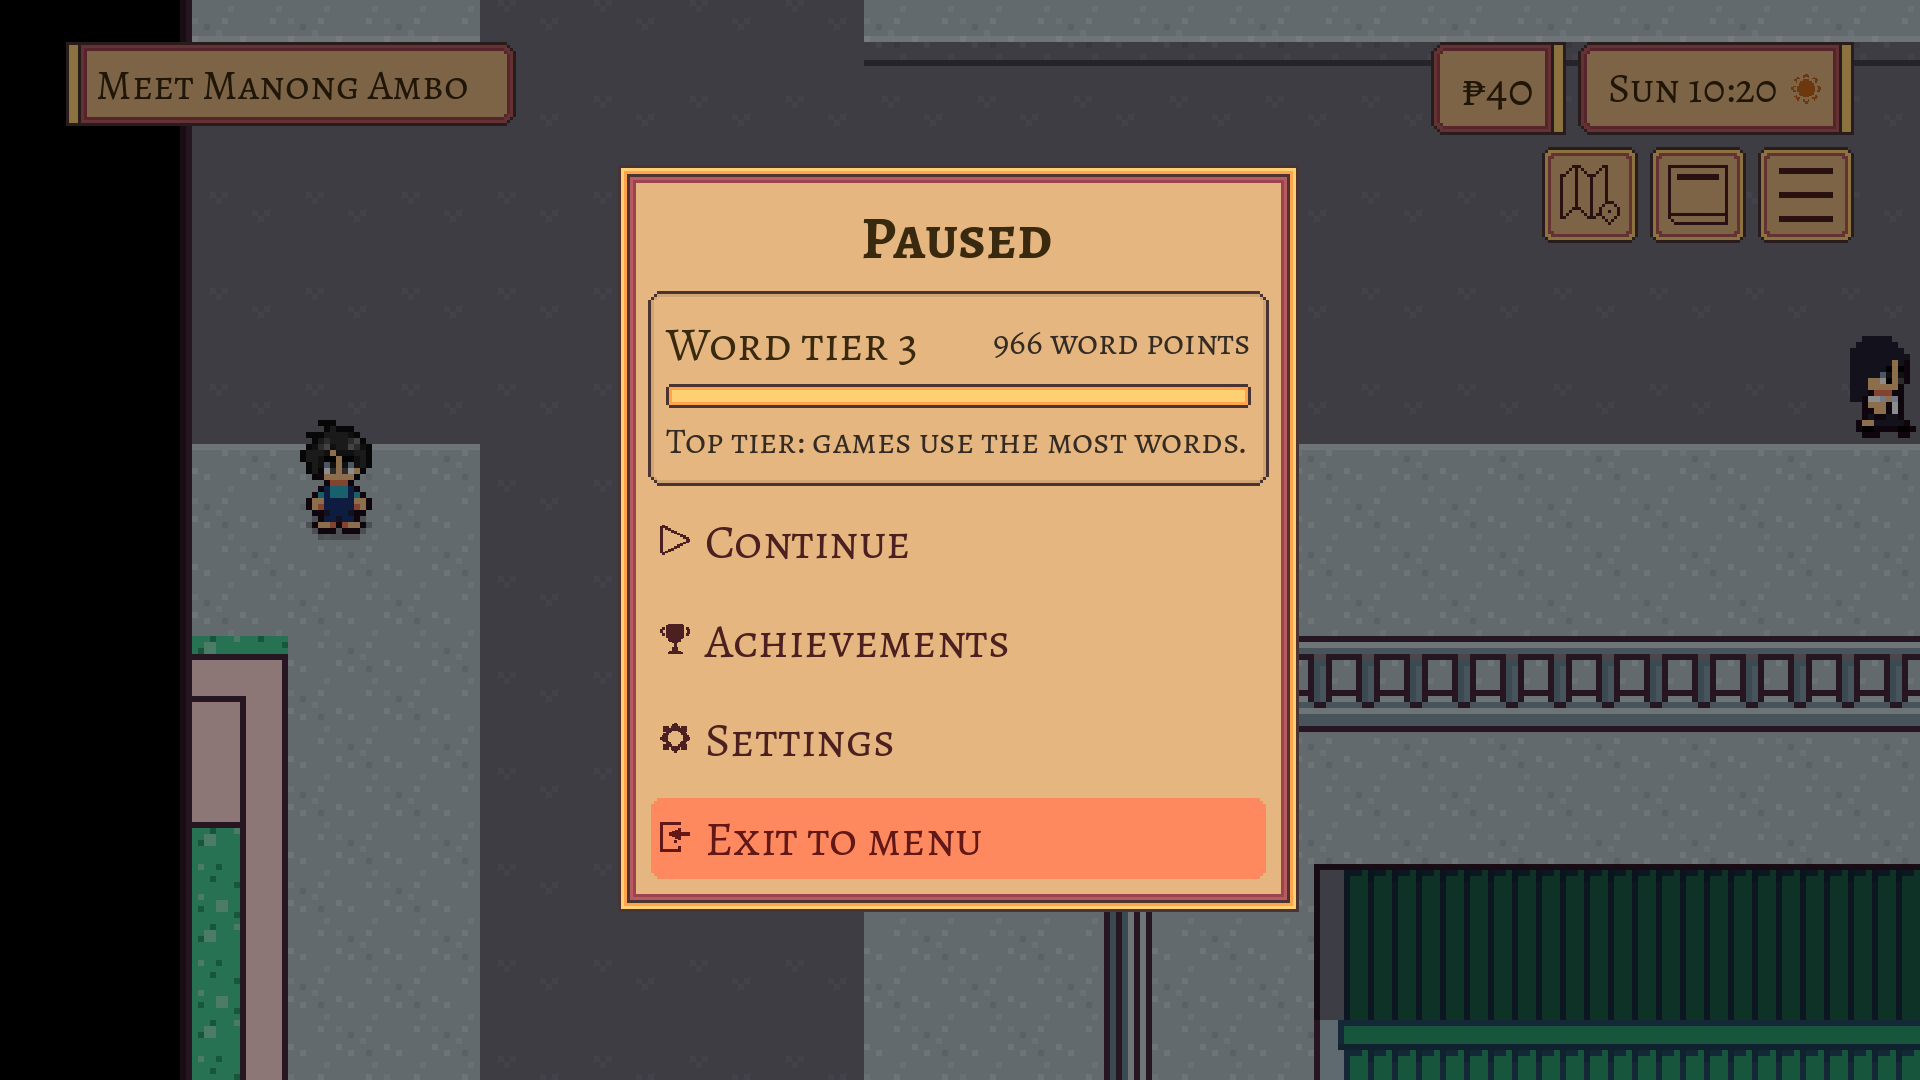 Meet Manong Ambo
₱40
Sun 10:20
Paused
Word tier 3
966 word points
Top tier: games use the most words.
Continue
Achievements
Settings
Exit to menu